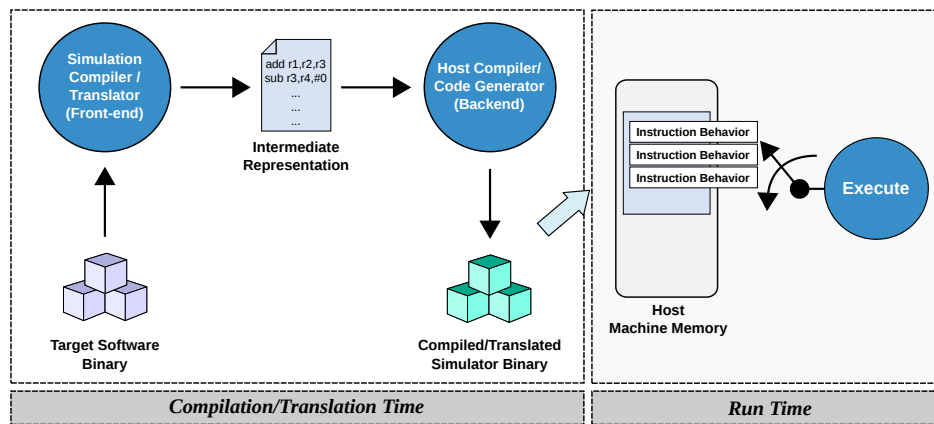 Simulation
Compiler /
Translator
(Front-end)
add r1,r2,r3
sub r3,r4,#0
...
...
...
Intermediate
Representation
Host Compiler/
Code Generator
(Backend)
Target Software
Binary
Compiled/Translated
Simulator Binary
Instruction Behavior
Instruction Behavior
Instruction Behavior
Execute
Host
Machine Memory
Compilation/Translation Time
Run Time